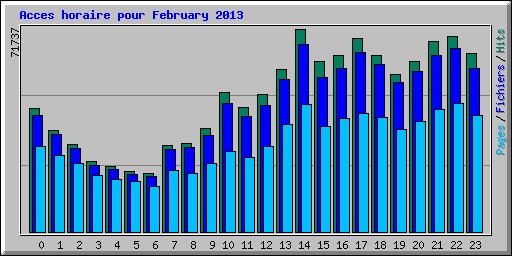 Acces horaire pour February 2013
71737
Pages / Fichiers / Hits
0 1 2 3 4 5 6 7 8 9 10 11 12 13 14 15 16 17 18 19 20 21 22 23